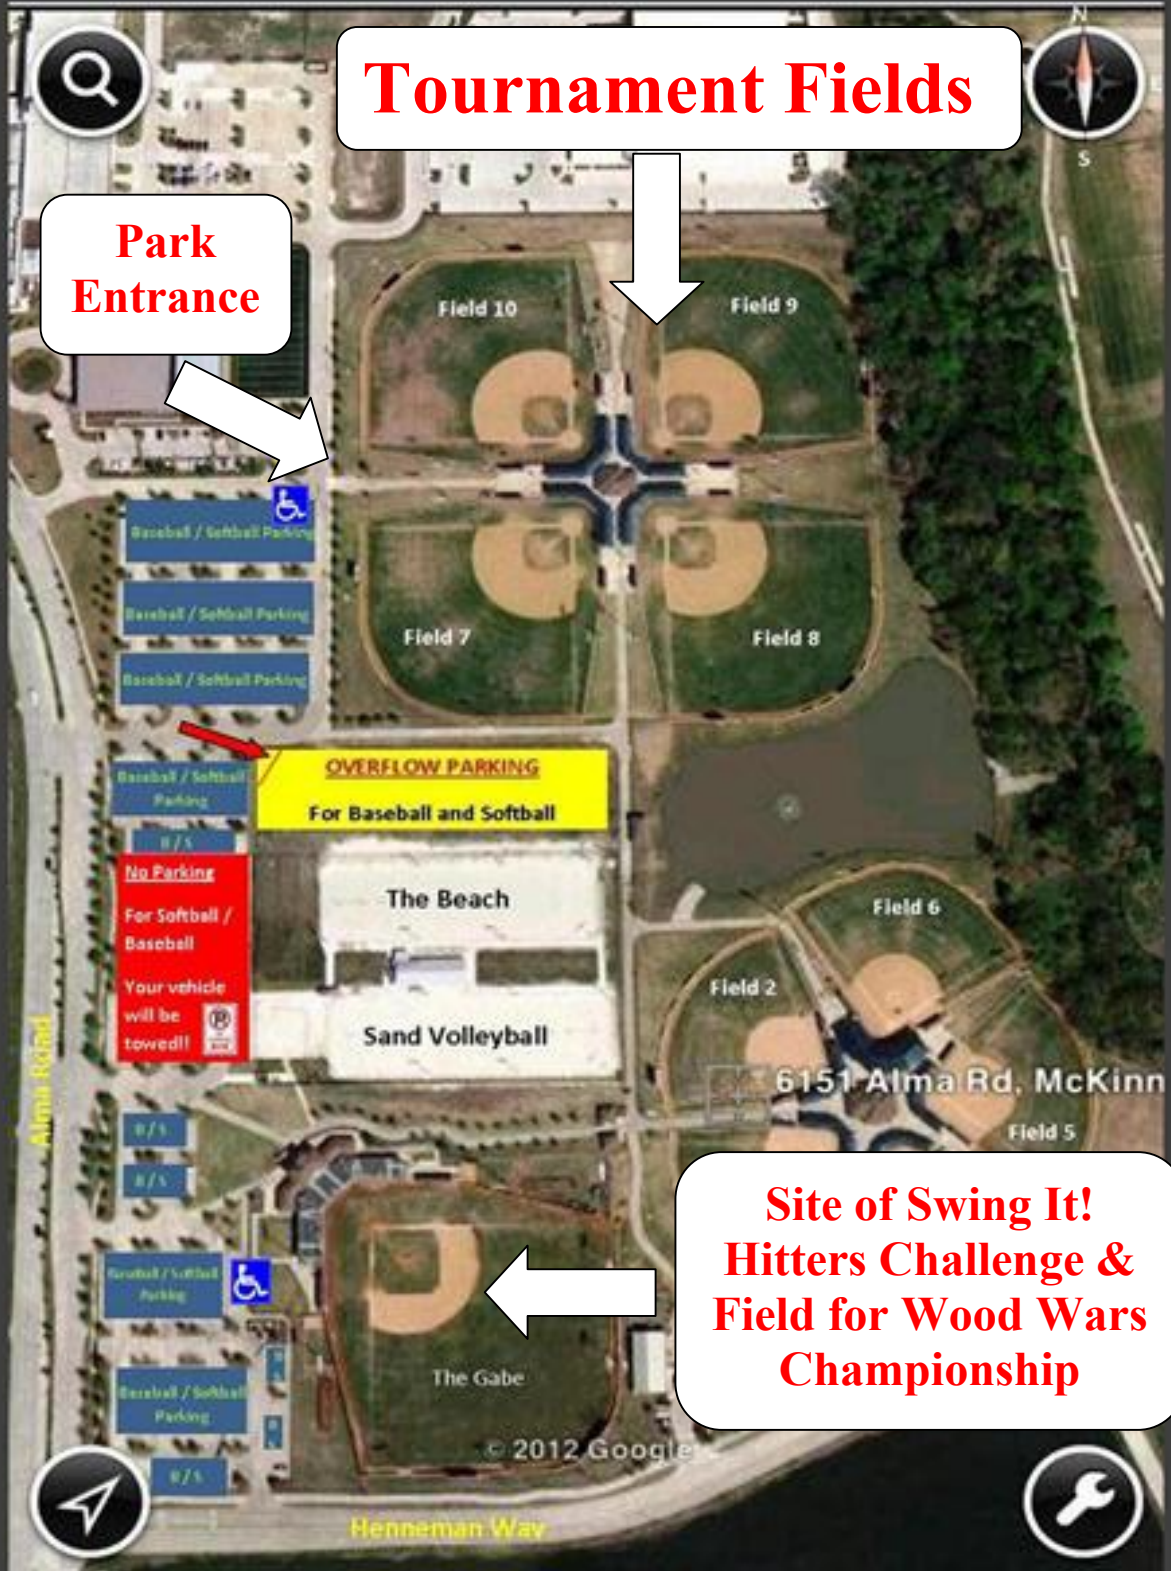 N
Tournament Fields
S
Park
Entrance
Field 10
Field 9
Baseball / Softball Parking
Baseball / Softball Parking
Baseball / Softball Parking
Field 7
Field 8
OVERFLOW PARKING
For Baseball and Softball
Baseball / Softball
Parking
B / S
No Parking
For Softball /
Baseball
Your vehicle
will be
towed!!
The Beach
Sand Volleyball
Field 6
Field 2
6151 Alma Rd, McKinn
Field 5
Alma Road
B / S
B / S
Site of Swing It!
Hitters Challenge &
Field for Wood Wars
Championship
Baseball / Softball
Parking
The Gabe
Baseball / Softball
Parking
B / S
© 2012 Google
Henneman Way